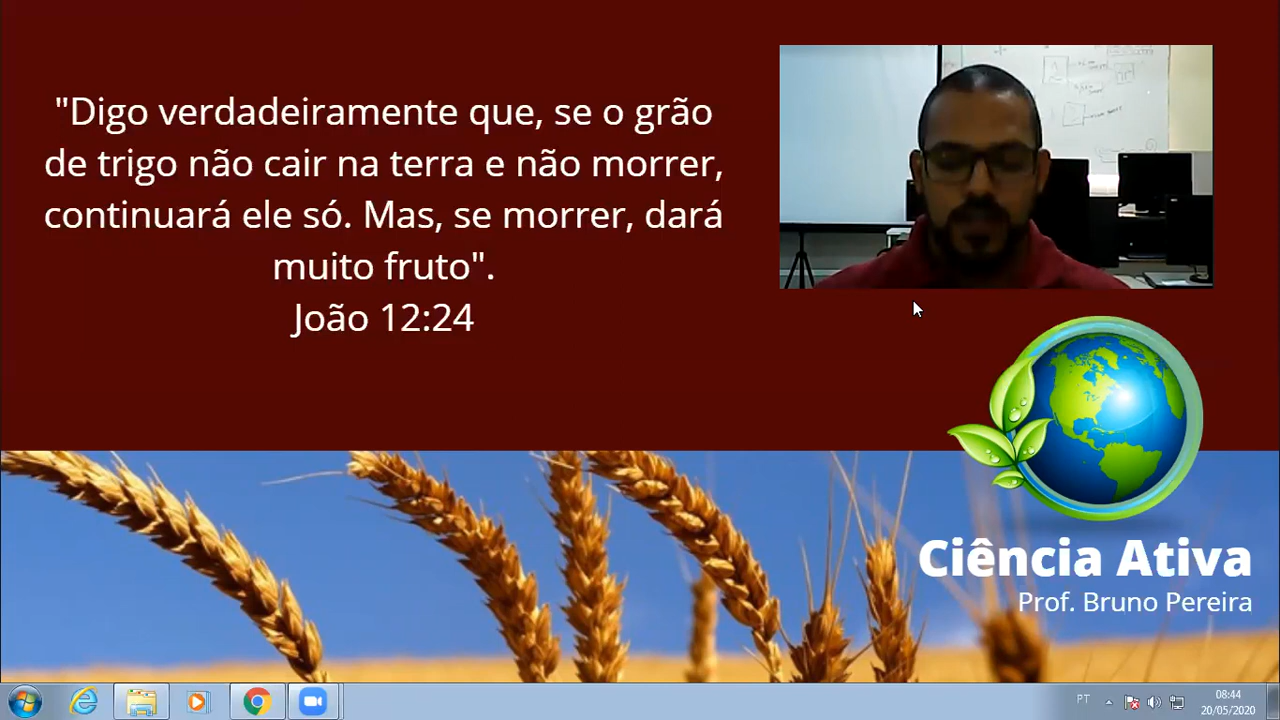 "Digo verdadeiramente que, se o grão
de trigo não cair na terra e não morrer,
continuará ele só. Mas, se morrer, dará
muito fruto".
João 12:24
Ciência Ativa
Prof. Bruno Pereira
PT
08:44
20/05/2020